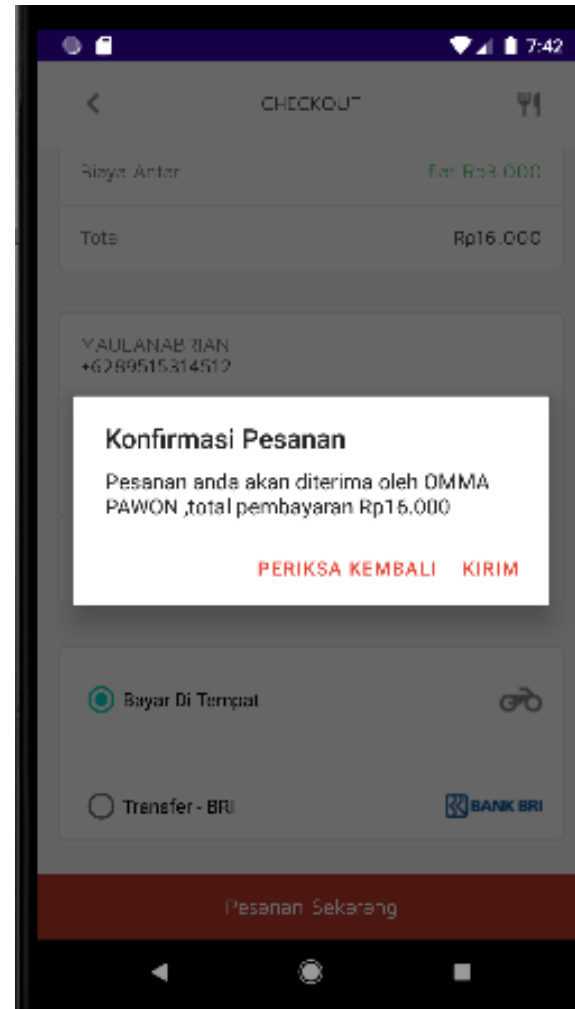 7:42
CHECKOUT
Biaya Antar flat Rp3.000
Total Rp16.000
MAULANABRIAN
+6289515314512
Konfirmasi Pesanan
Pesanan anda akan diterima oleh OMMA
PAWON ,total pembayaran Rp16.000
PERIKSA KEMBALI KIRIM
Bayar Di Tempat
Transfer - BRI BANK BRI
Pesanan Sekarang